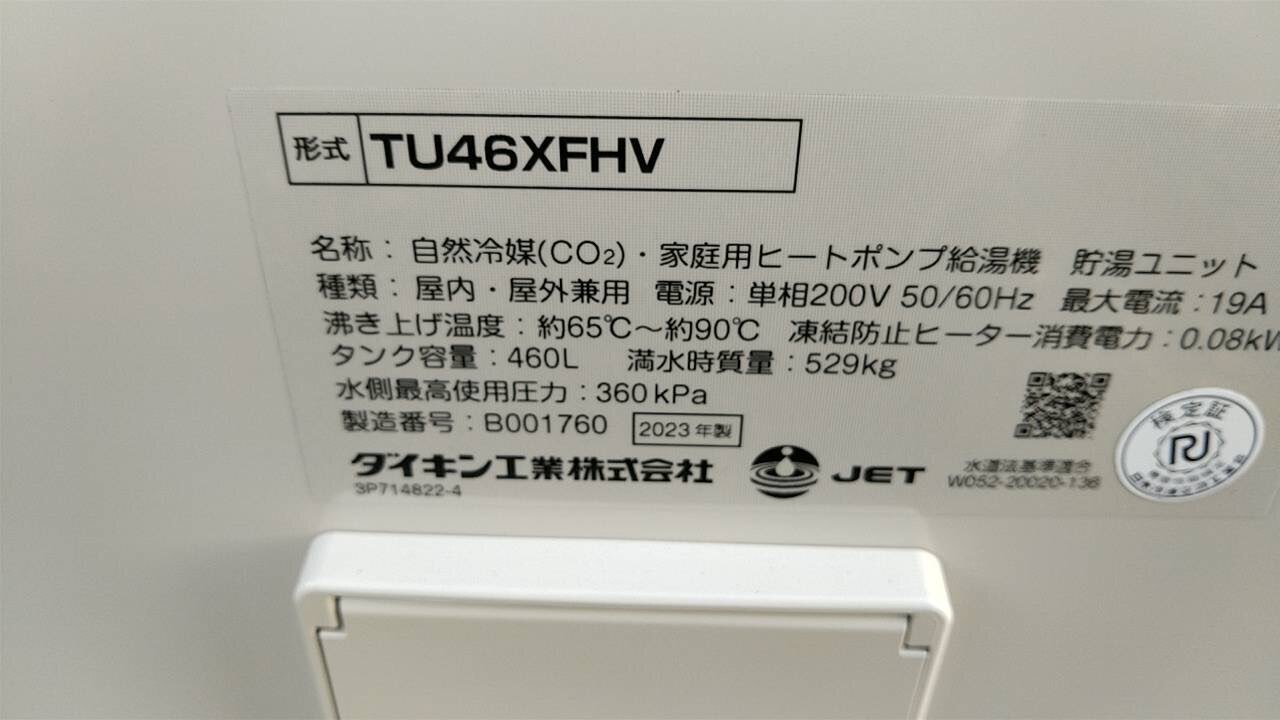 形式 TU46XFHV
名称：自然冷媒(CO₂)・家庭用ヒートポンプ給湯機 貯湯ユニット
種類：屋内・屋外兼用 電源：単相200V 50/60Hz 最大電流：19A
沸き上げ温度：約65℃〜約90℃ 凍結防止ヒーター消費電力：0.08kW
タンク容量：460L 満水時質量：529kg
水側最高使用圧力：360kPa
製造番号：B001760 2023年製
ダイキン工業株式会社 JET
3P714822-4
水道法基準適合
W052-20020-136
検定証